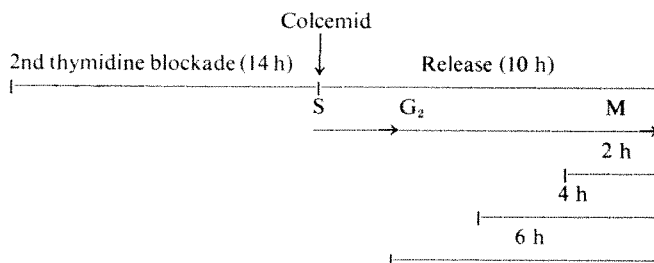 Colcemid
2nd thymidine blockade (14 h) Release (10 h)
S G₂ M
2 h
4 h
6 h